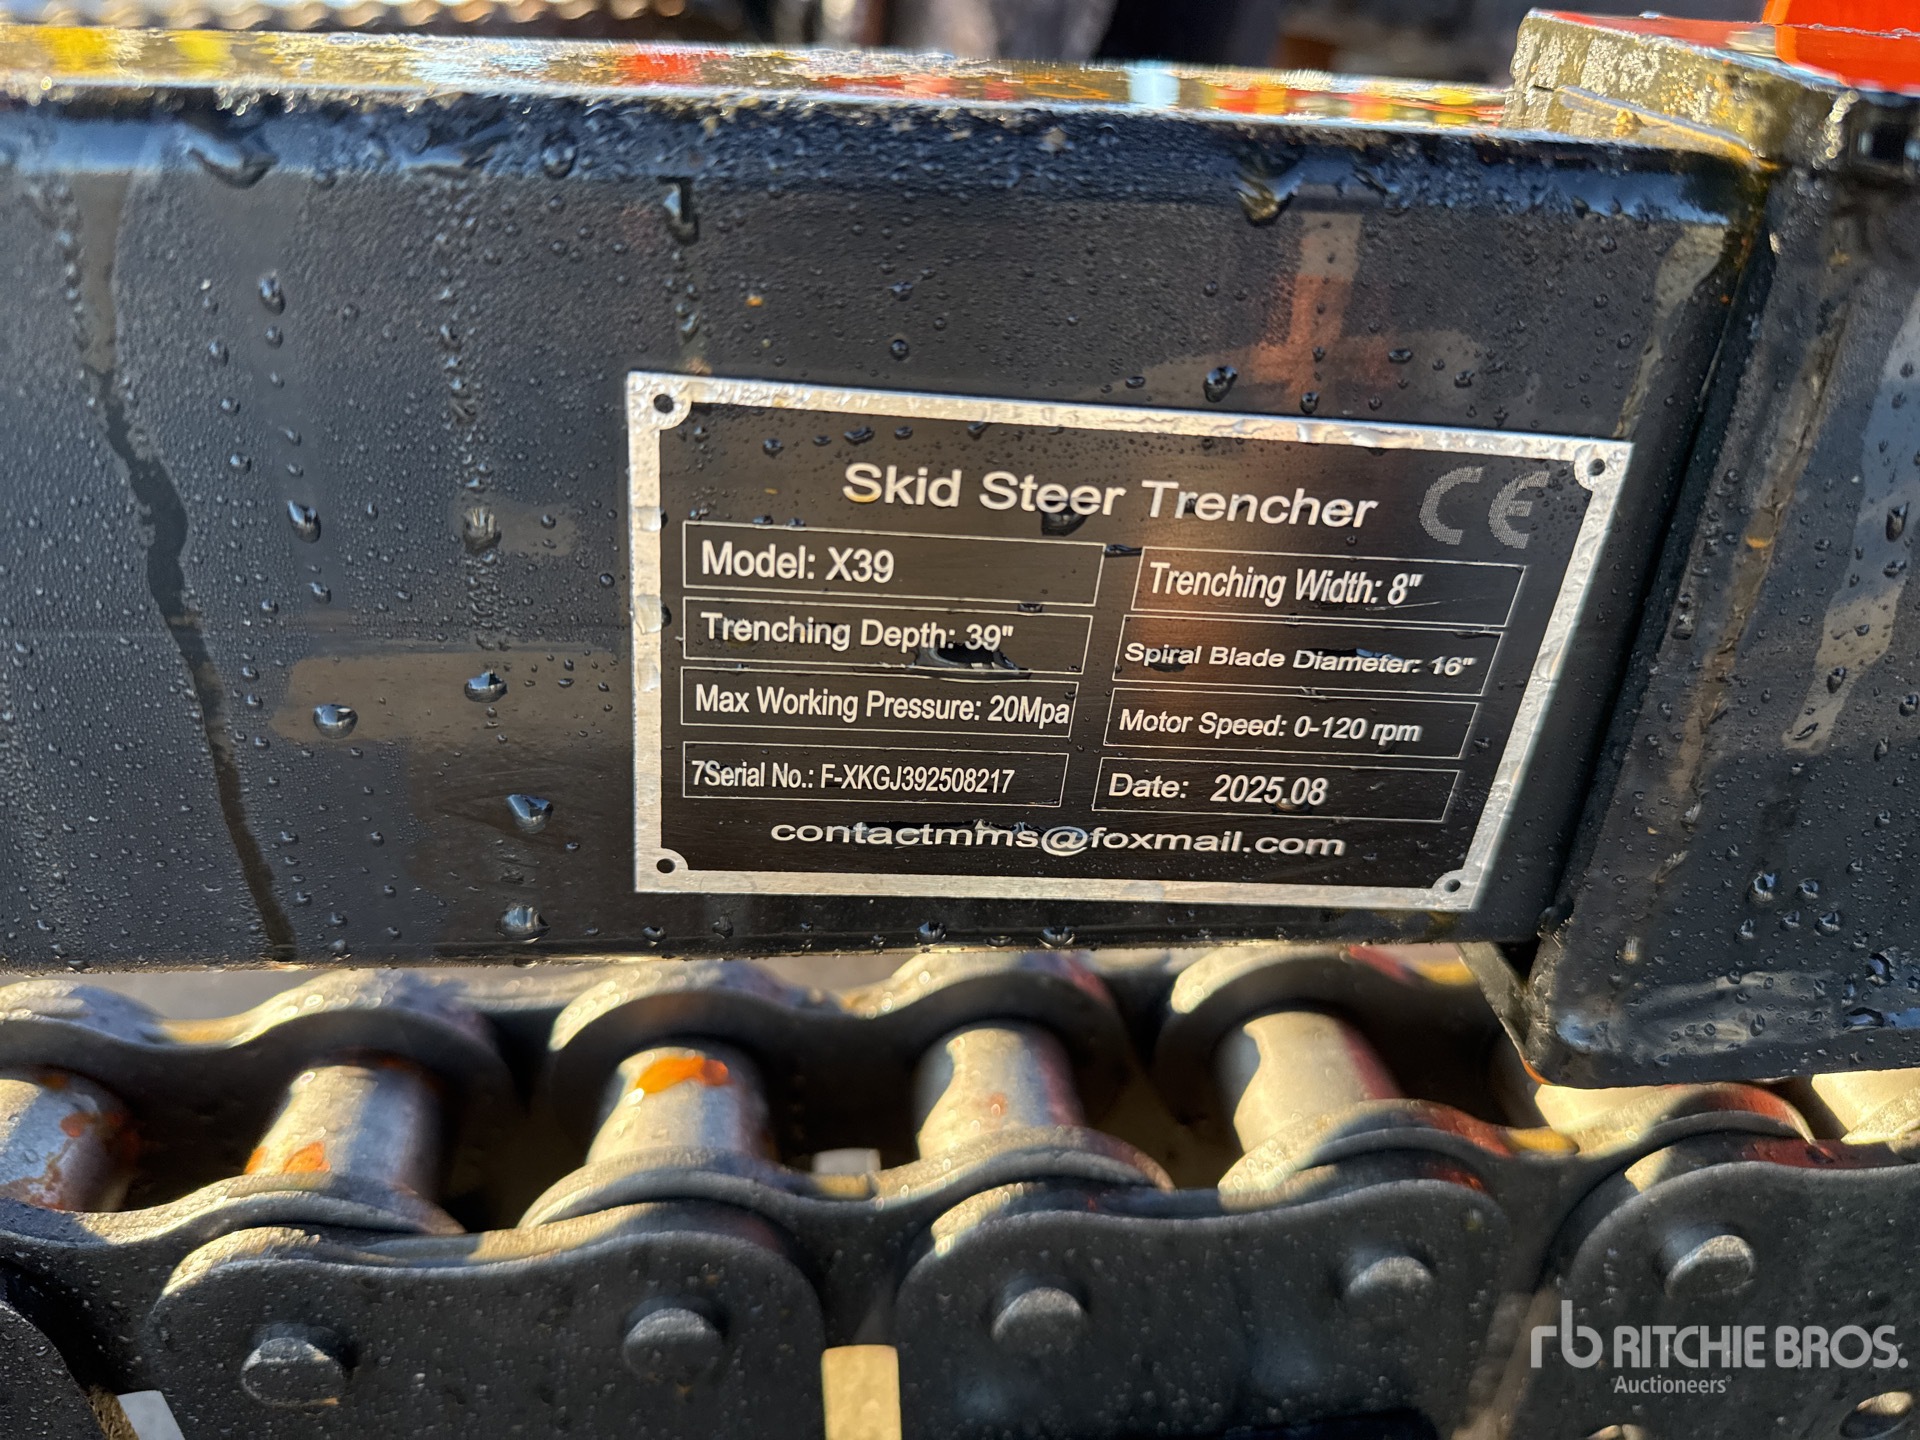 Skid Steer Trencher CE
Model: X39
Trenching Width: 8"
Trenching Depth: 39"
Spiral Blade Diameter: 16"
Max Working Pressure: 20Mpa
Motor Speed: 0-120 rpm
7Serial No.: F-XKGJ392508217
Date: 2025.08
contactmms@foxmail.com
rb RITCHIE BROS.
Auctioneers